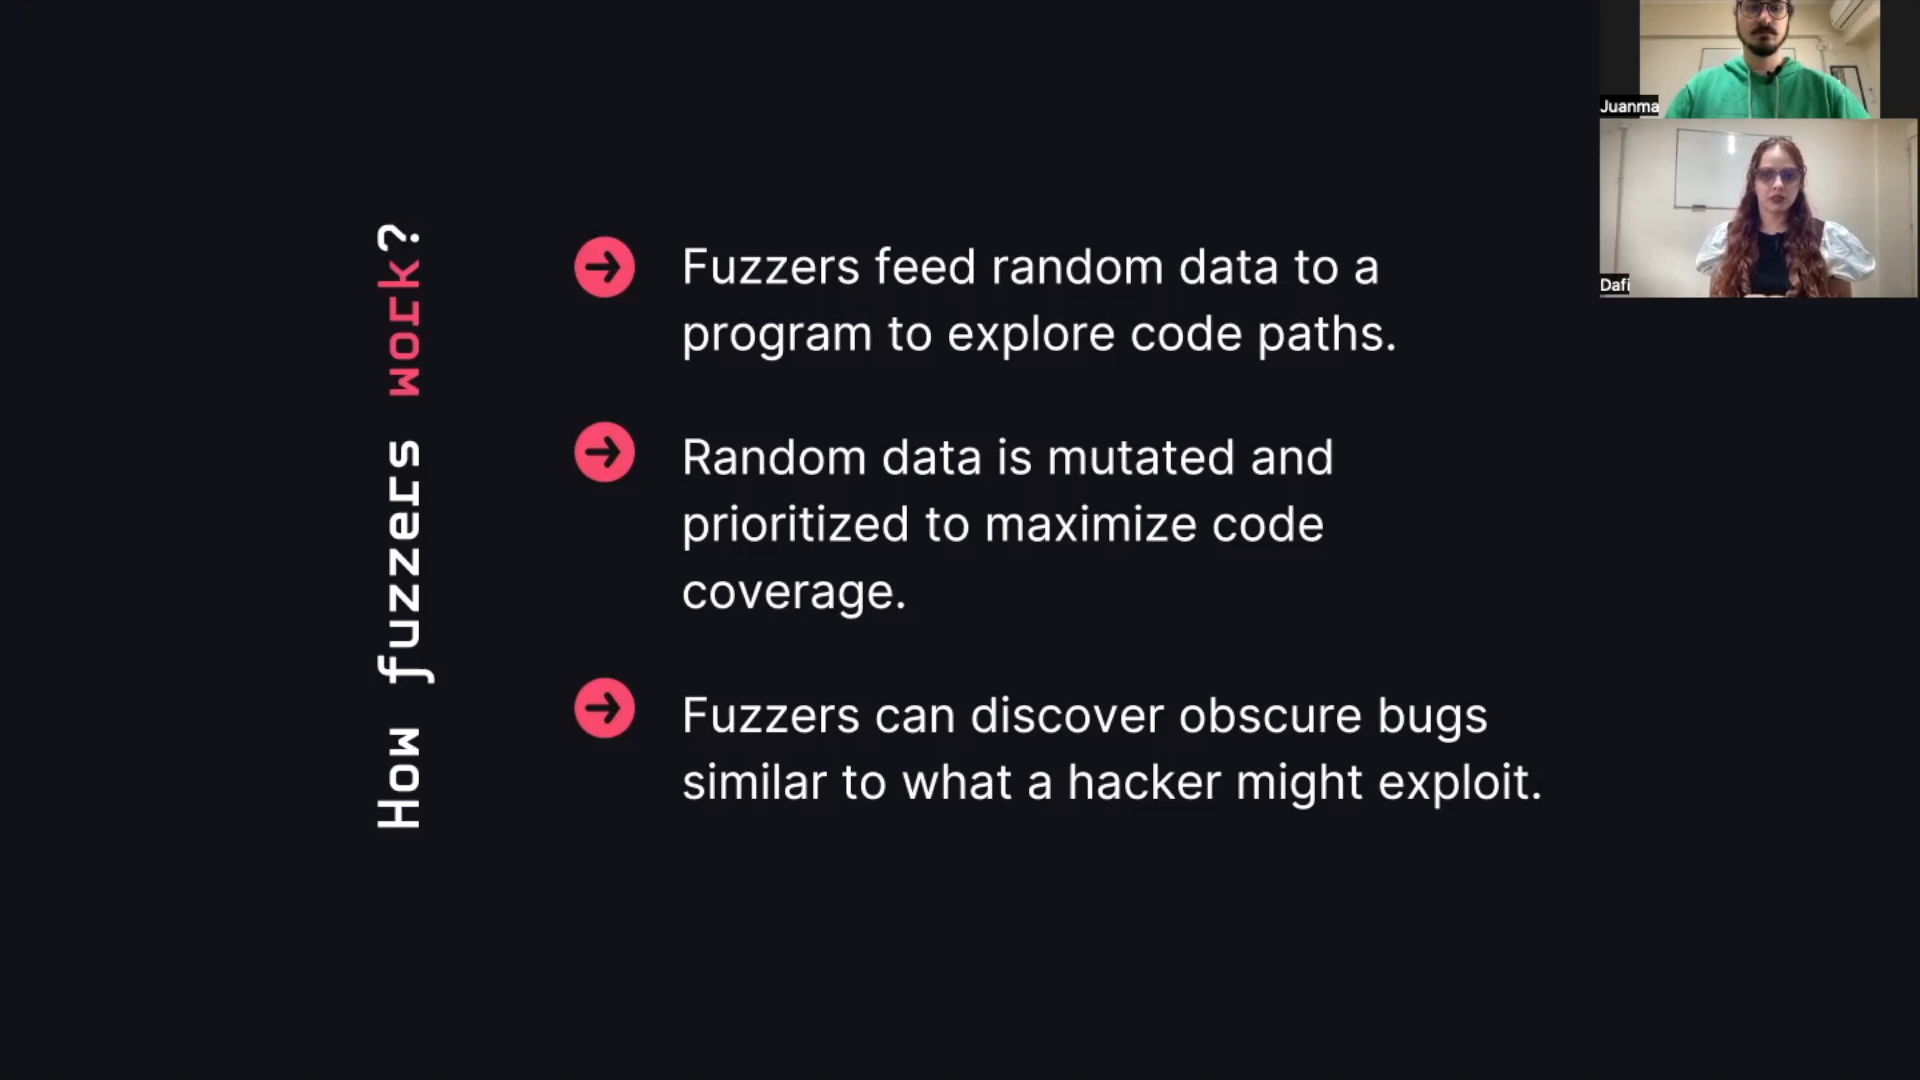 How fuzzers work?
Fuzzers feed random data to a
program to explore code paths.
Random data is mutated and
prioritized to maximize code
coverage.
Fuzzers can discover obscure bugs
similar to what a hacker might exploit.
Juanma
Dafi